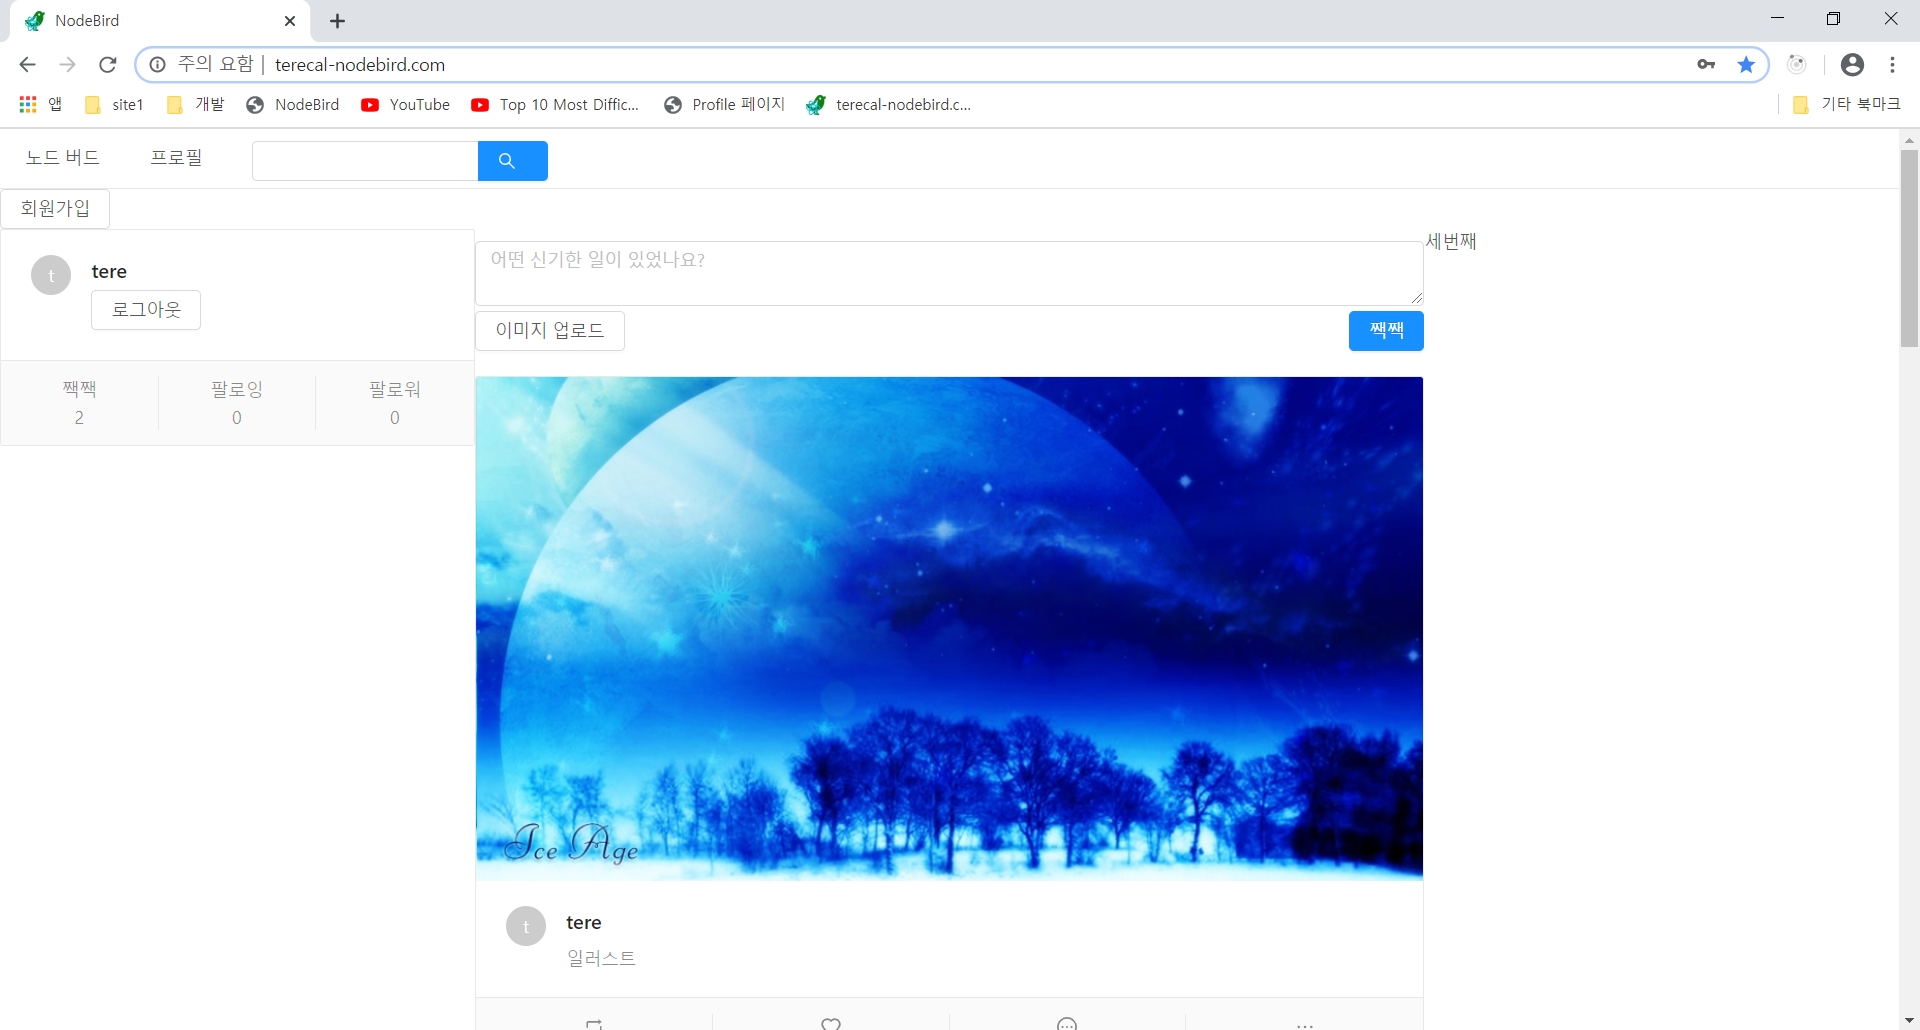 NodeBird
주의 요함 | terecal-nodebird.com
앱 site1 개발 NodeBird YouTube Top 10 Most Diffic... Profile 페이지 terecal-nodebird.c... 기타 북마크
노드 버드 프로필
회원가입
t tere
로그아웃
짹짹 팔로잉 팔로워
2 0 0
어떤 신기한 일이 있었나요?
이미지 업로드 짹짹
세번째
Ice Age
t tere
일러스트